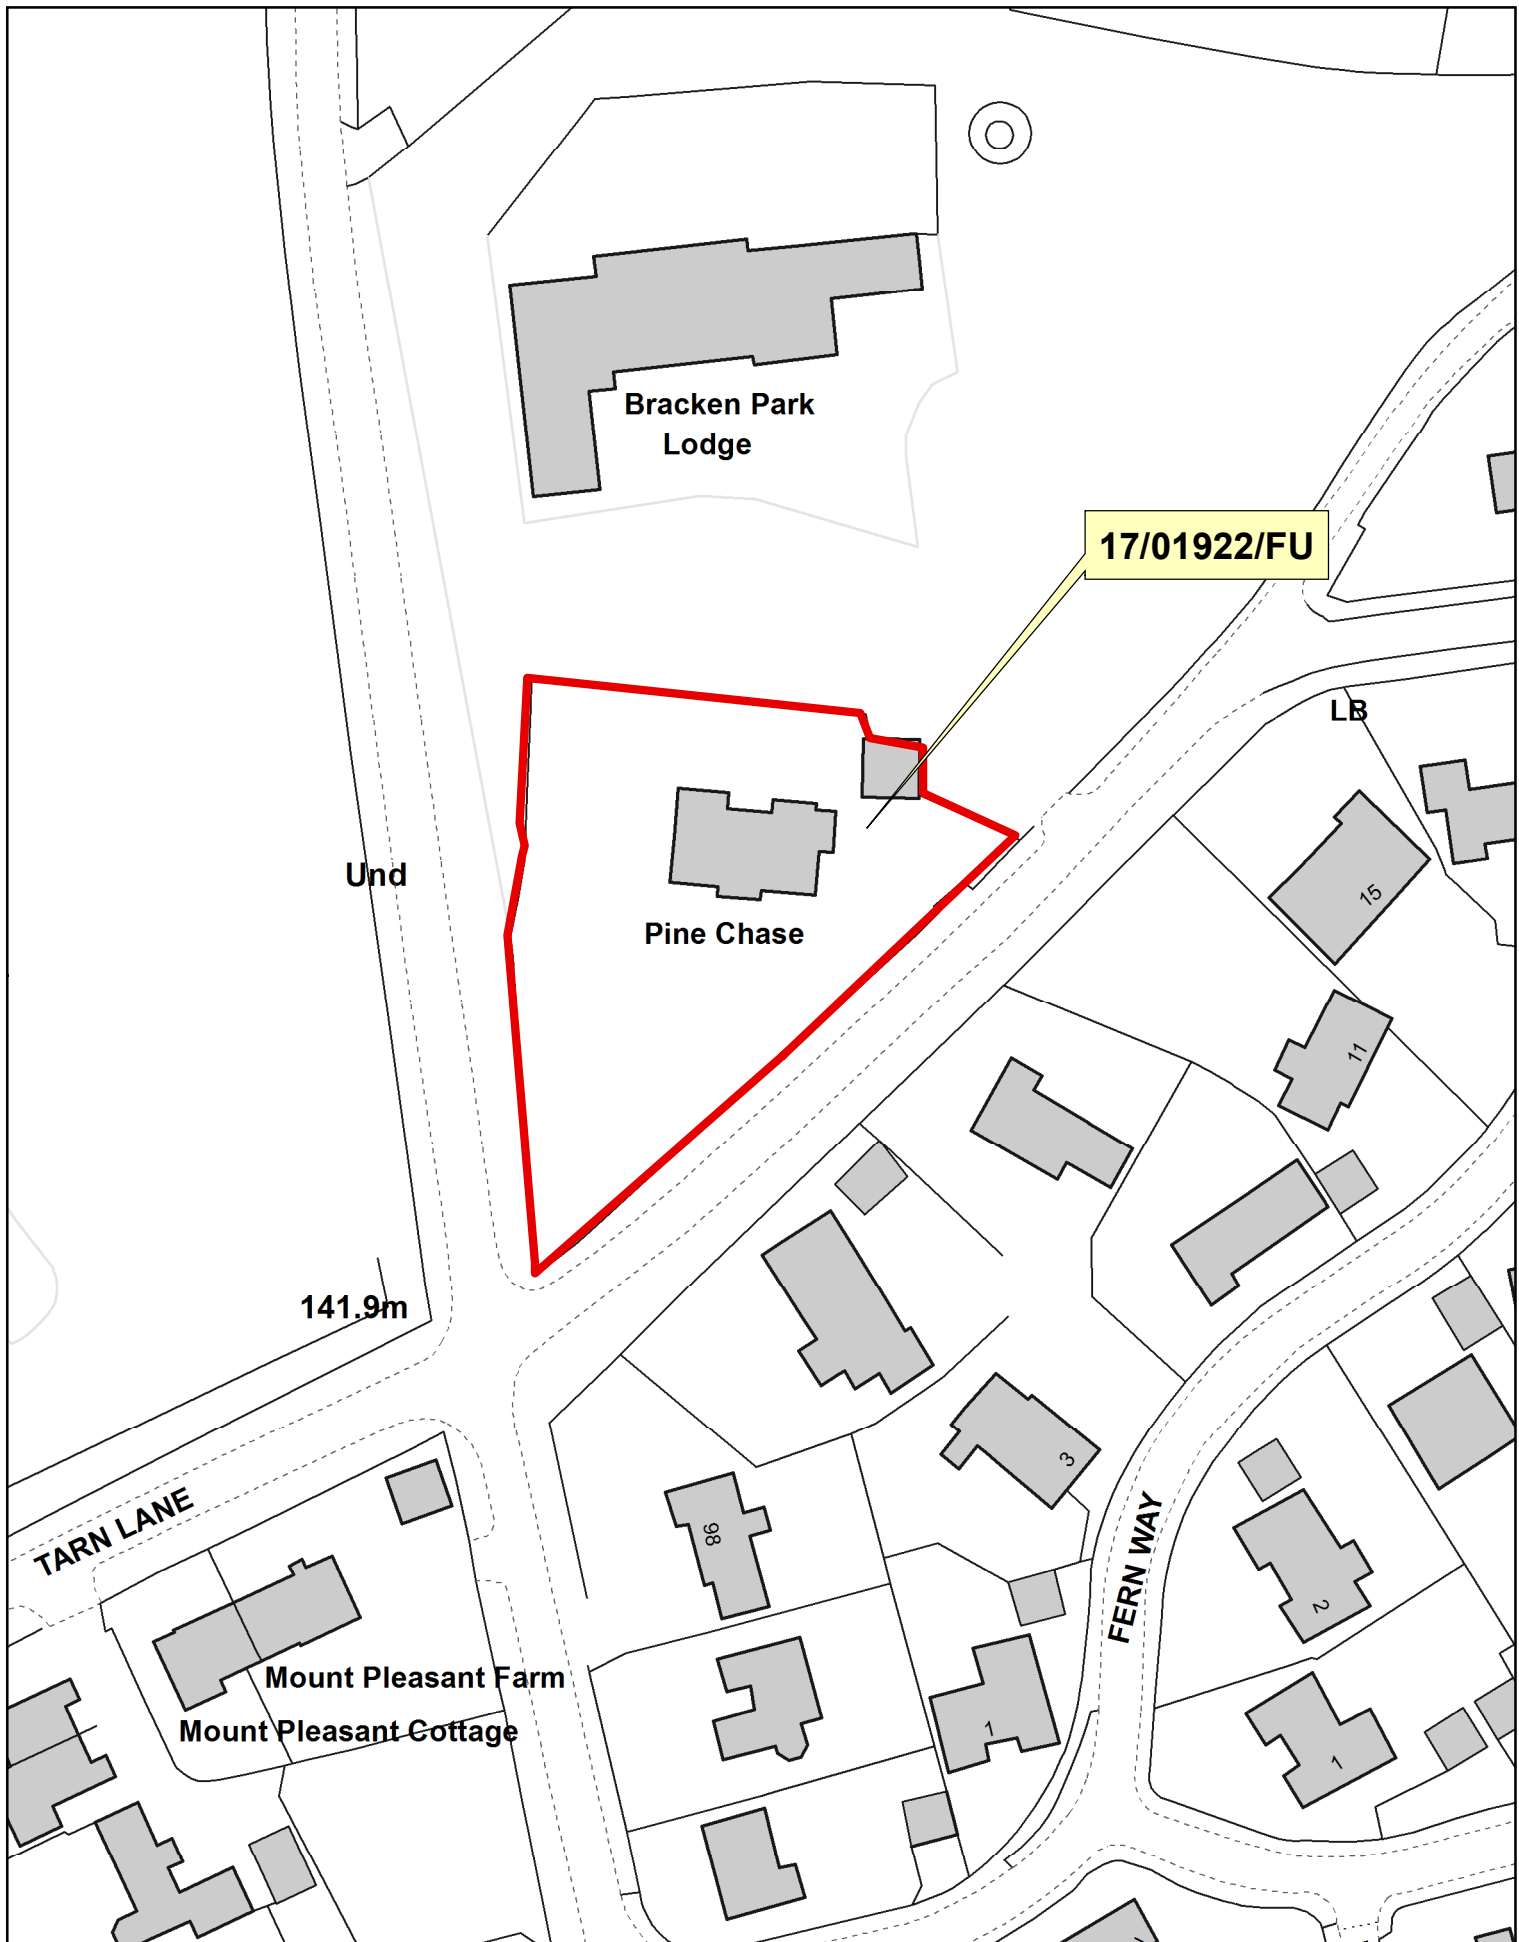 Bracken Park
Lodge
17/01922/FU
LB
Und
15
Pine Chase
11
141.9m
3
TARN LANE
98
FERN WAY
2
Mount Pleasant Farm
Mount Pleasant Cottage
1
1